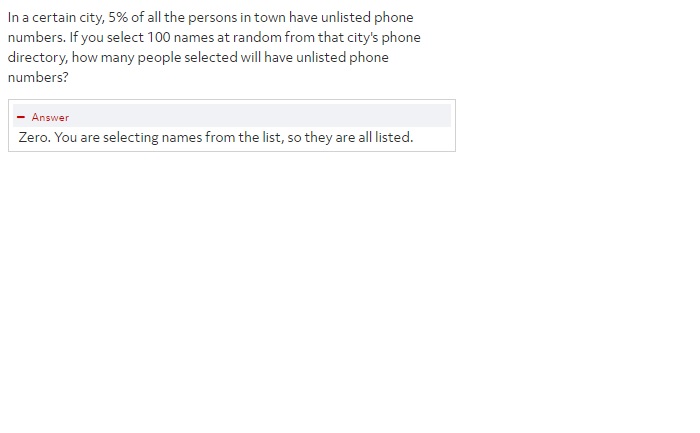 In a certain city, 5% of all the persons in town have unlisted phone
numbers. If you select 100 names at random from that city's phone
directory, how many people selected will have unlisted phone
numbers?
− Answer
Zero. You are selecting names from the list, so they are all listed.